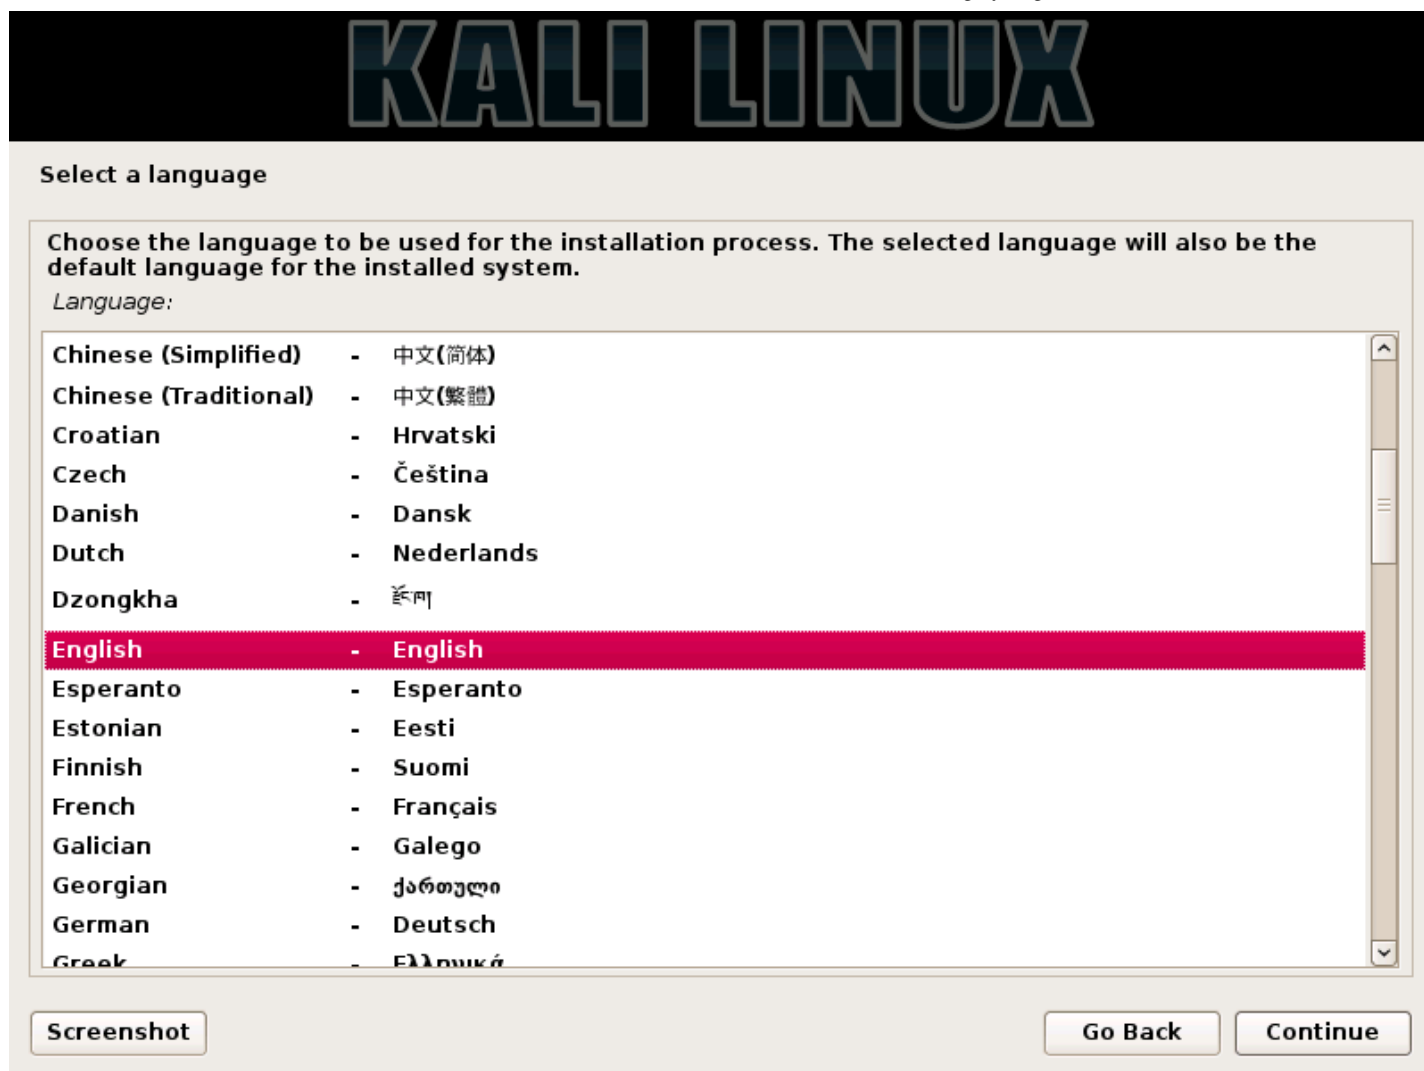 KALI LINUX
Select a language
Choose the language to be used for the installation process. The selected language will also be the
default language for the installed system.
Language:
Chinese (Simplified) - 中文(简体)
Chinese (Traditional) - 中文(繁體)
Croatian - Hrvatski
Czech - Čeština
Danish - Dansk
Dutch - Nederlands
Dzongkha - རྫོང་ཁ།
English - English
Esperanto - Esperanto
Estonian - Eesti
Finnish - Suomi
French - Français
Galician - Galego
Georgian - ქართული
German - Deutsch
Greek - Ελληνικά
Screenshot Go Back Continue